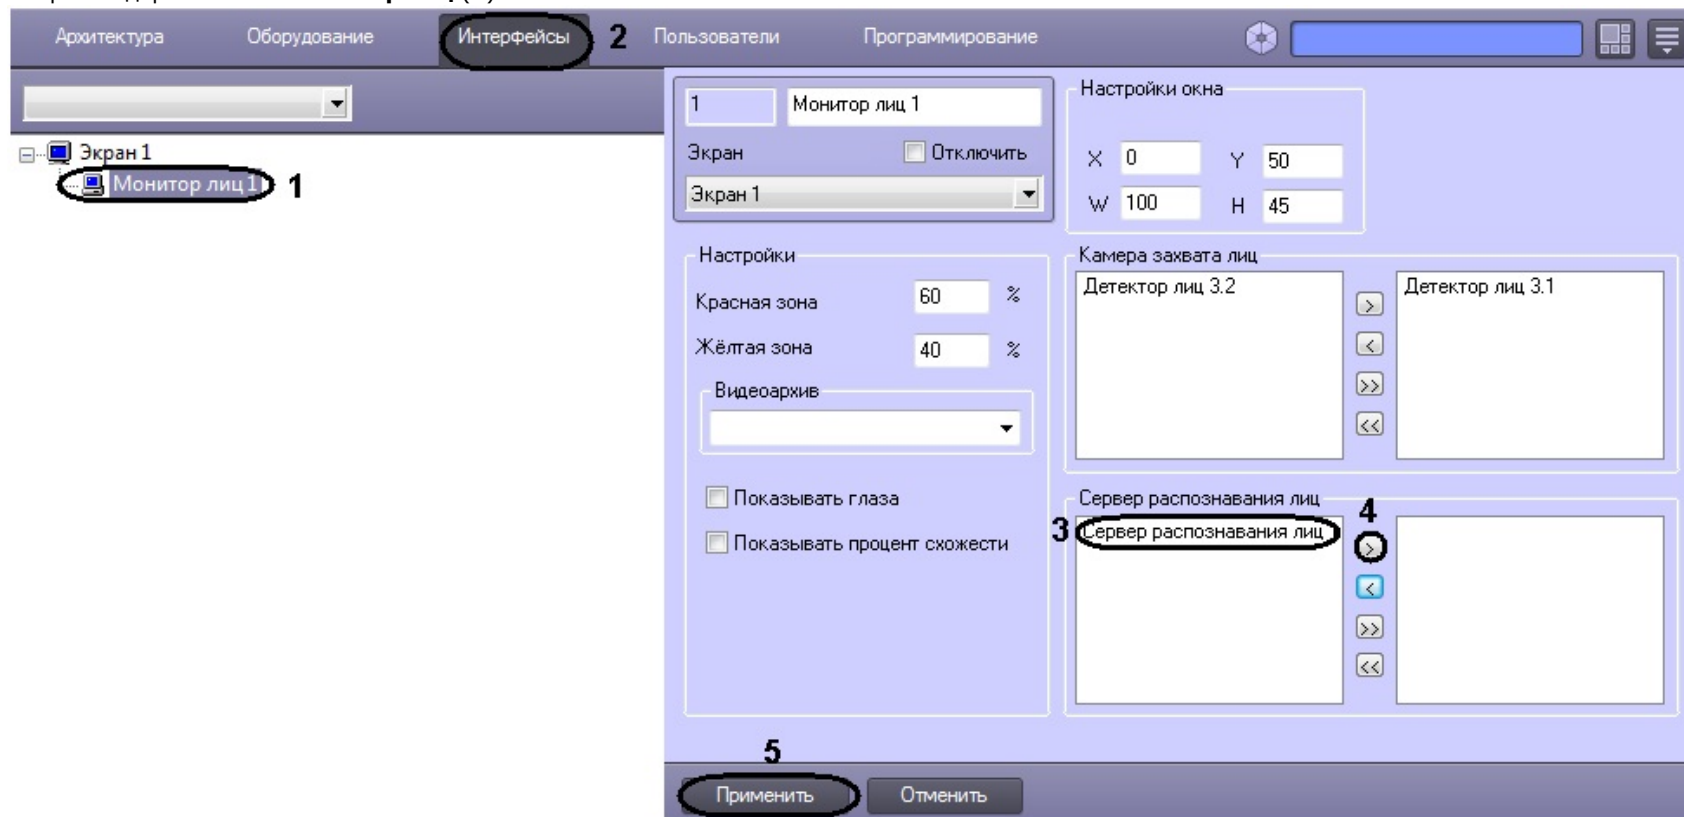 Архитектура Оборудование Интерфейсы 2 Пользователи Программирование
Экран 1
Монитор лиц 1 1
1 Монитор лиц 1
Экран Отключить
Экран 1
Настройки окна
X 0 Y 50
W 100 H 45
Настройки
Красная зона 60 %
Жёлтая зона 40 %
Видеоархив
Показывать глаза
Показывать процент схожести
Камера захвата лиц
Детектор лиц 3.2 > Детектор лиц 3.1
<
>>
<<
Сервер распознавания лиц 4
3 Сервер распознавания лиц >
<
>>
<<
5
Применить Отменить